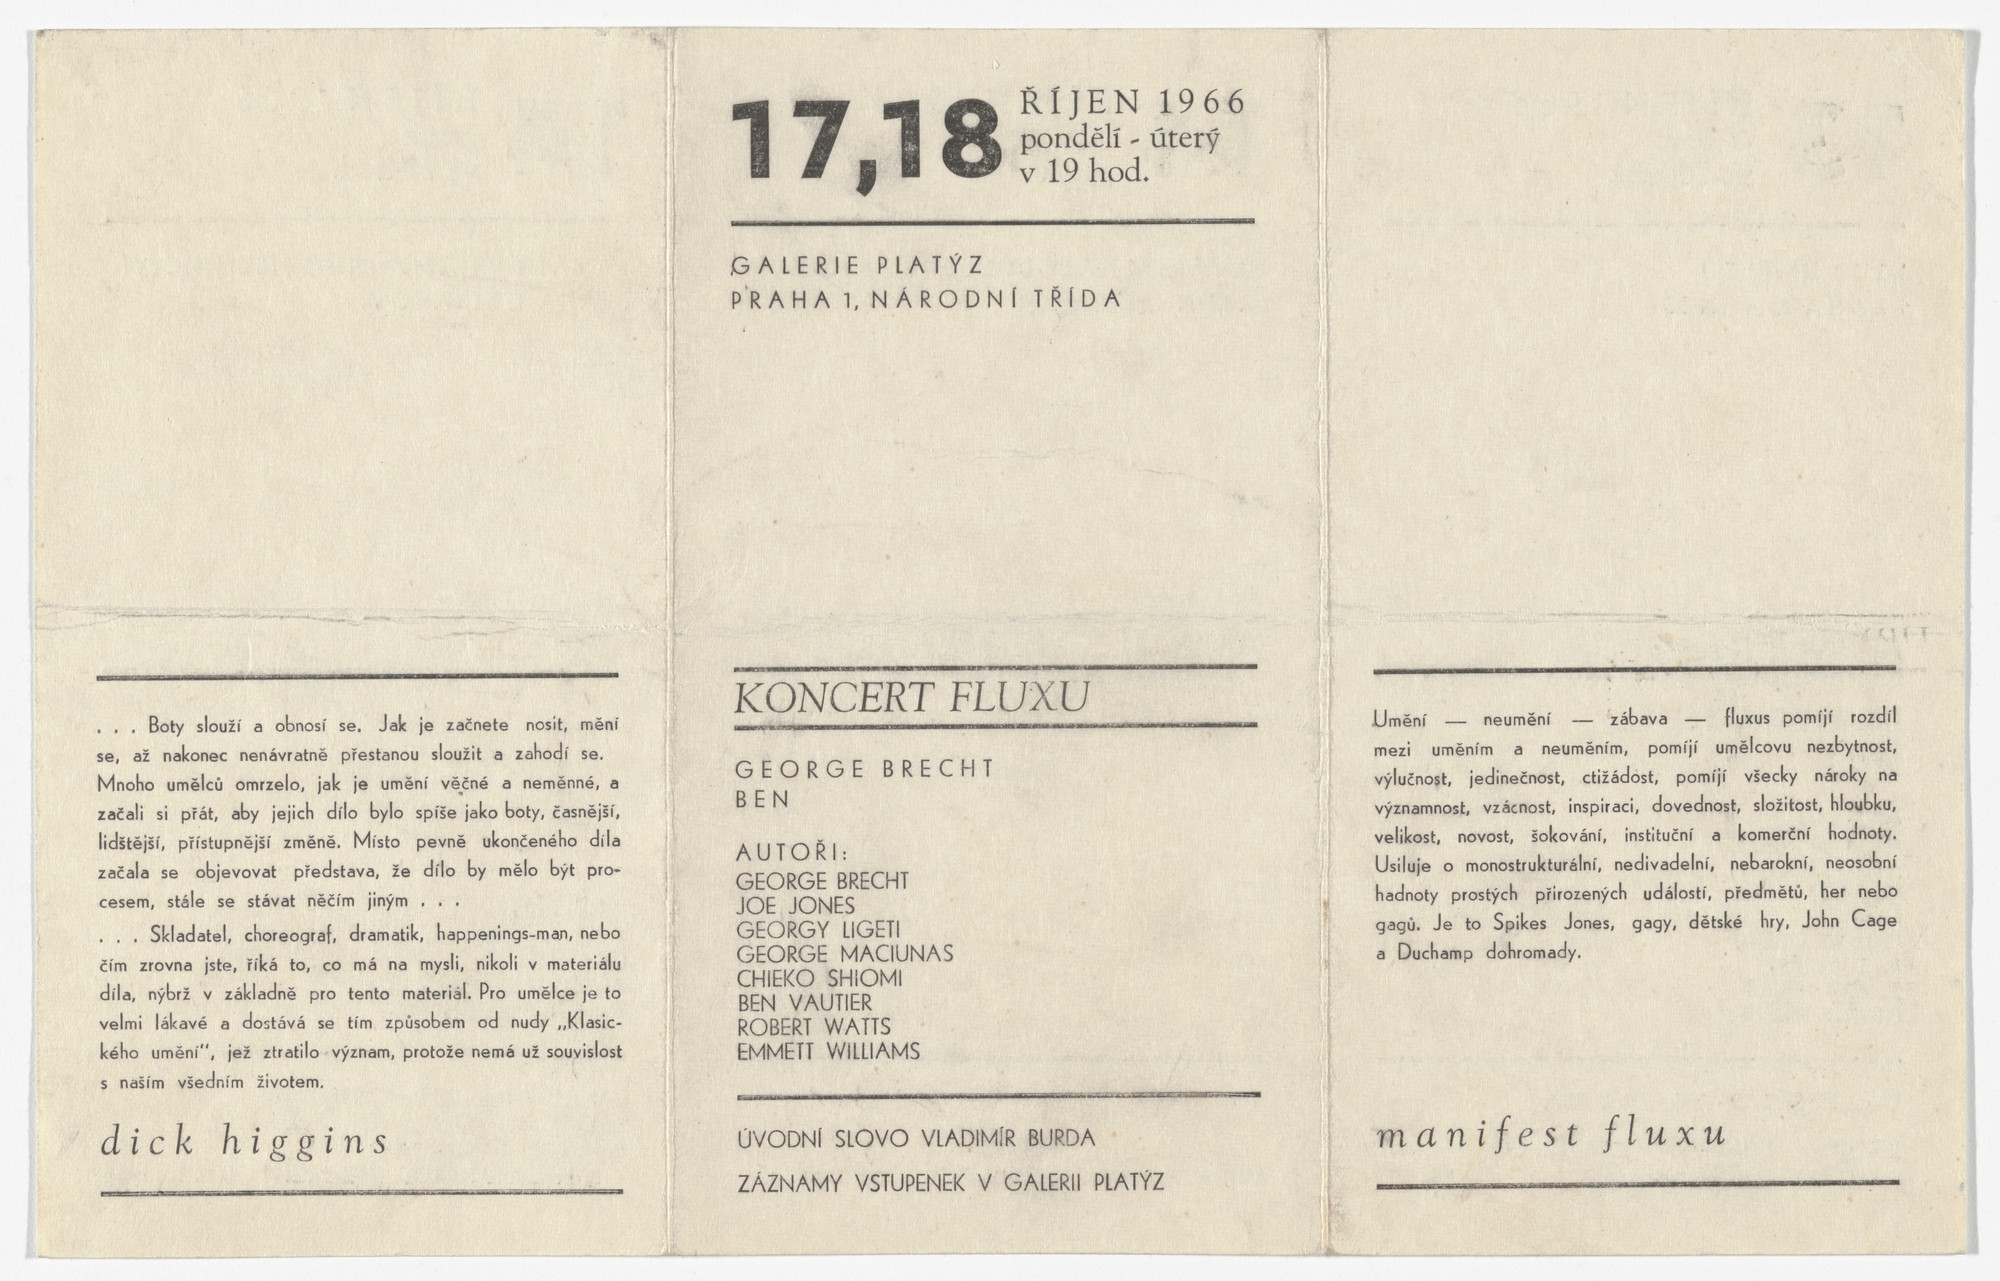 . . . Boty slouží a obnosí se. Jak je začnete nosit, mění
se, až nakonec nenávratně přestanou sloužit a zahodí se.
Mnoho umělců omrzelo, jak je umění věčné a neměnné, a
začali si přát, aby jejich dílo bylo spíše jako boty, časnější,
lidštější, přístupnější změně. Místo pevně ukončeného díla
začala se objevovat představa, že dílo by mělo být pro-
cesem, stále se stávat něčím jiným . . .
. . . Skladatel, choreograf, dramatik, happenings-man, nebo
čím zrovna jste, říká to, co má na mysli, nikoli v materiálu
díla, nýbrž v základně pro tento materiál. Pro umělce je to
velmi lákavé a dostává se tím způsobem od nudy „Klasic-
kého umění“, jež ztratilo význam, protože nemá už souvislost
s naším všedním životem.
dick higgins
17,18
ŘÍJEN 1966
pondělí - úterý
v 19 hod.
GALERIE PLATÝZ
PRAHA 1, NÁRODNÍ TŘÍDA
KONCERT FLUXU
GEORGE BRECHT
BEN
AUTOŘI:
GEORGE BRECHT
JOE JONES
GEORGY LIGETI
GEORGE MACIUNAS
CHIEKO SHIOMI
BEN VAUTIER
ROBERT WATTS
EMMETT WILLIAMS
ÚVODNÍ SLOVO VLADIMÍR BURDA
ZÁZNAMY VSTUPENEK V GALERII PLATÝZ
Umění — neumění — zábava — fluxus pomíjí rozdíl
mezi uměním a neuměním, pomíjí umělcovu nezbytnost,
výlučnost, jedinečnost, ctižádost, pomíjí všecky nároky na
významnost, vzácnost, inspiraci, dovednost, složitost, hloubku,
velikost, novost, šokování, instituční a komerční hodnoty.
Usiluje o monostrukturální, nedivadelní, nebarokní, neosobní
hadnoty prostých přirozených událostí, předmětů, her nebo
gagů. Je to Spikes Jones, gagy, dětské hry, John Cage
a Duchamp dohromady.
manifest fluxu